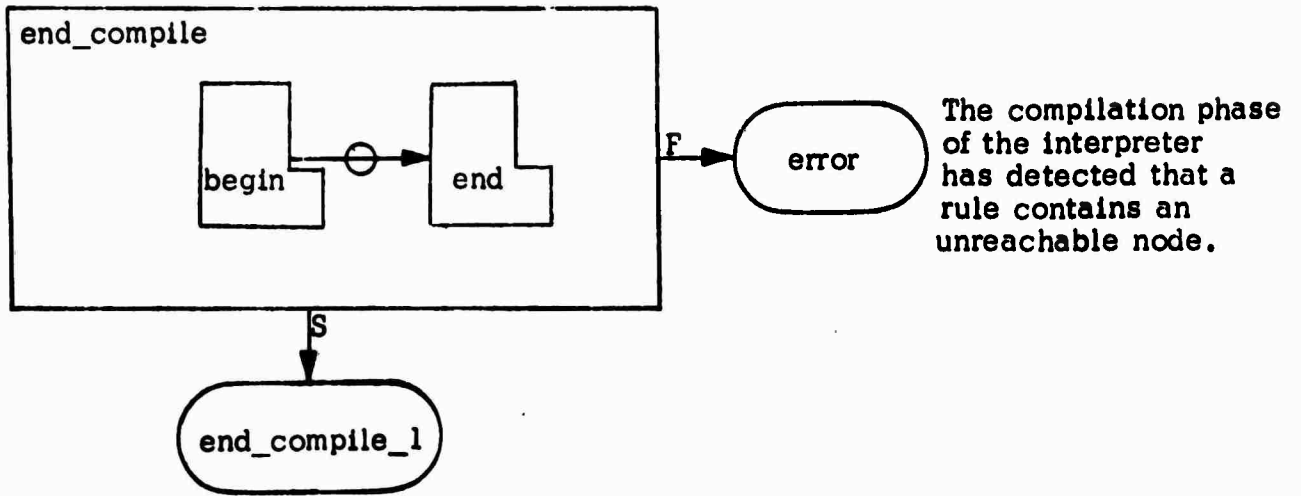 end_compile
begin
end
F
error
The compilation phase
of the interpreter
has detected that a
rule contains an
unreachable node.
S
end_compile_1